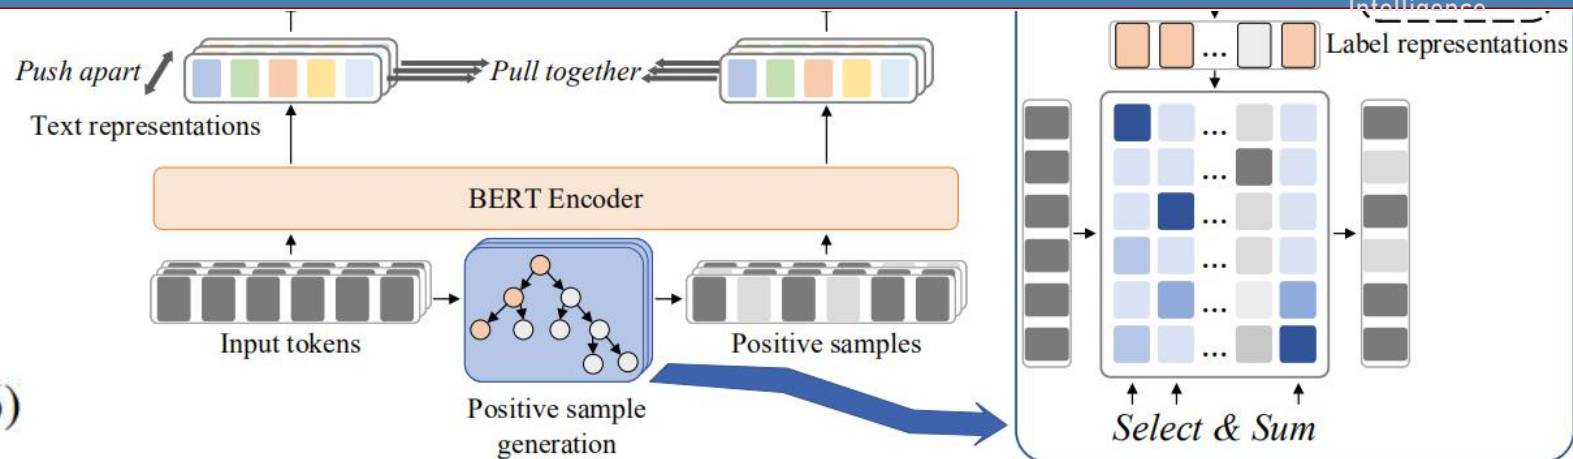 Intelligence
Label representations
Push apart
Pull together
Text representations
BERT Encoder
Input tokens
Positive samples
Positive sample
generation
...
...
...
...
...
...
...
Select & Sum
)